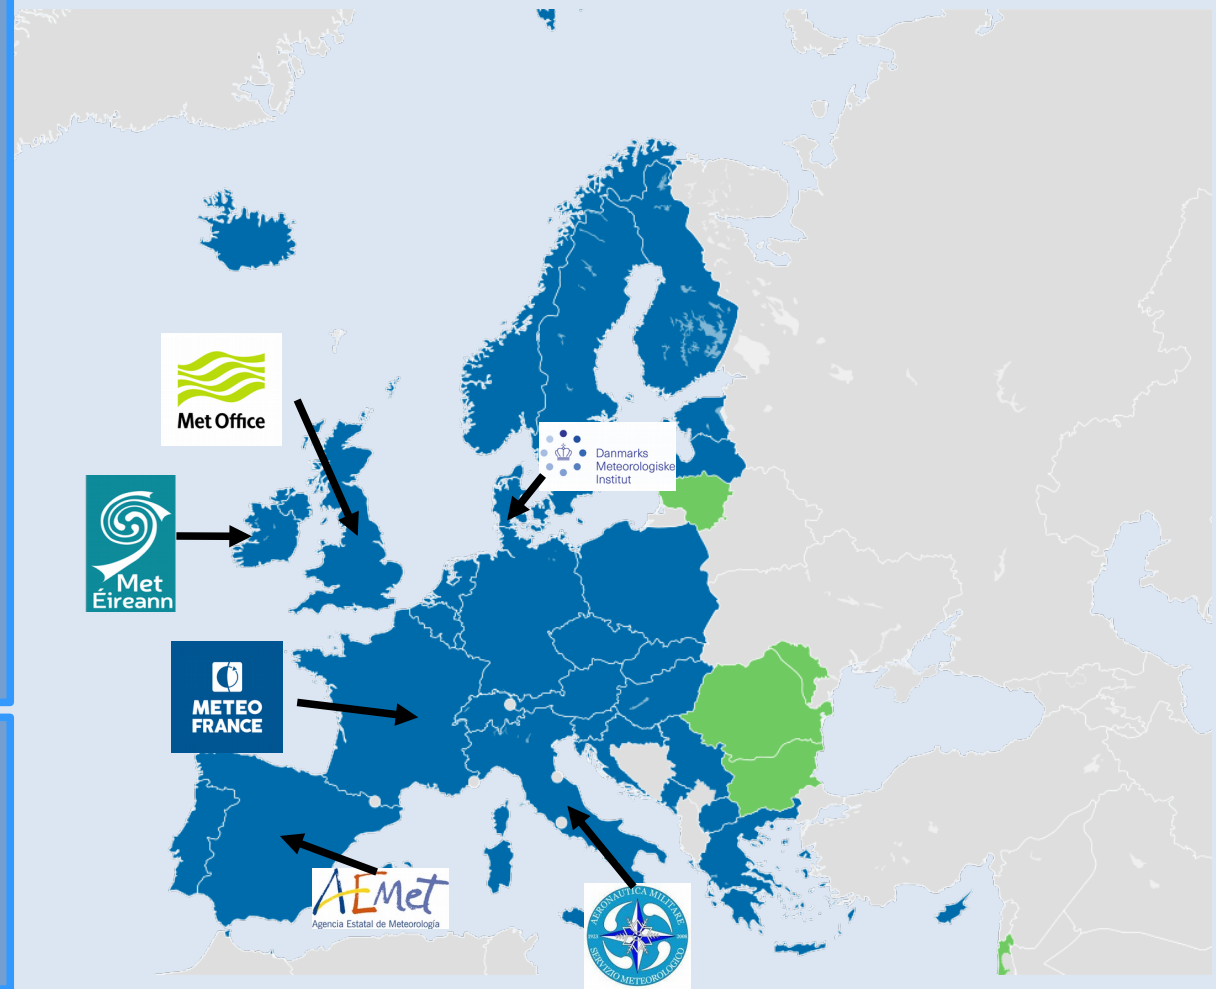 Met Office
Danmarks
Meteorologiske
Institut
Met
Éireann
METEO
FRANCE
AEMet
Agencia Estatal de Meteorología
AERONAUTICA MILITARE
SERVIZIO METEOROLOGICO